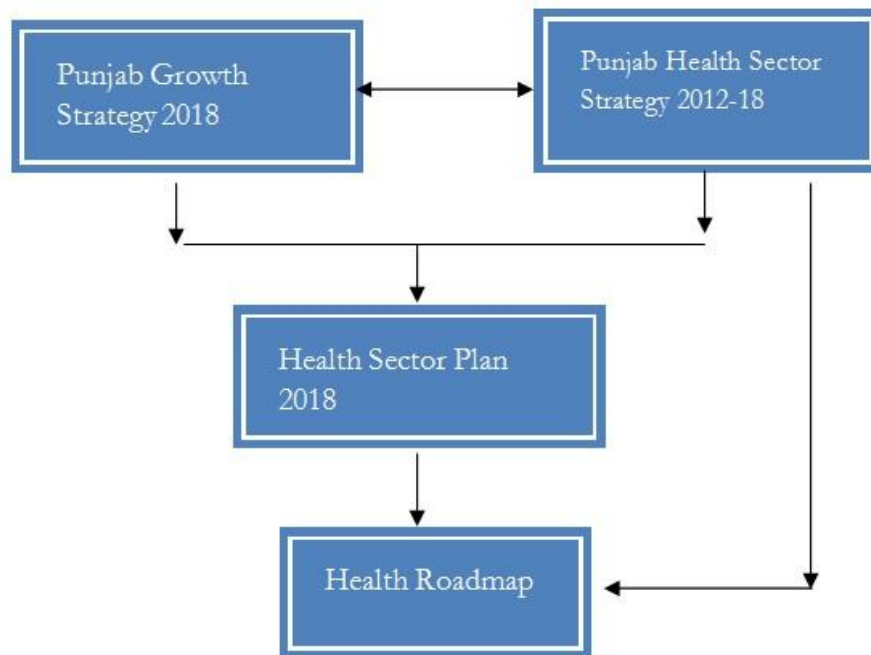 Punjab Growth
Strategy 2018
Punjab Health Sector
Strategy 2012-18
Health Sector Plan
2018
Health Roadmap